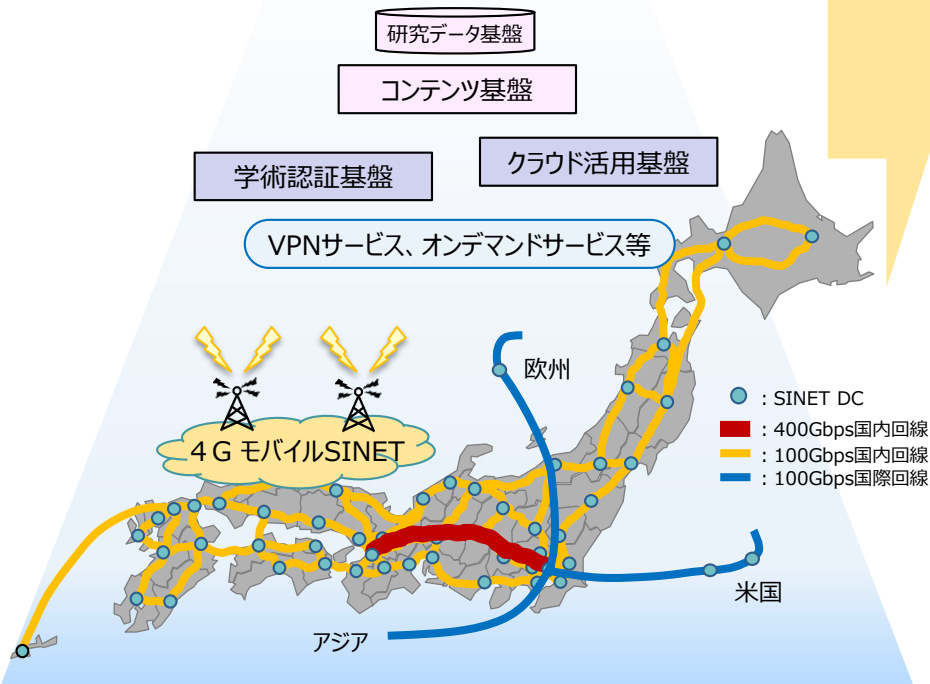 研究データ基盤
コンテンツ基盤
学術認証基盤
クラウド活用基盤
VPNサービス、オンデマンドサービス等
欧州
４Ｇ モバイルSINET
：SINET DC
：400Gbps国内回線
：100Gbps国内回線
：100Gbps国際回線
米国
アジア